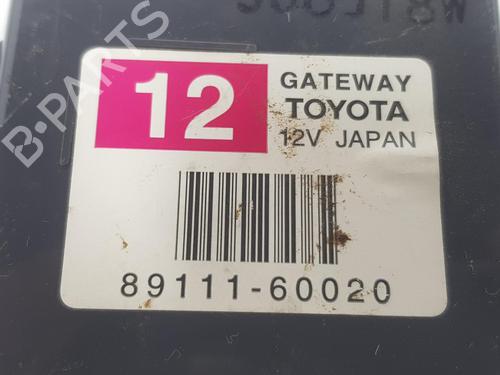 12
GATEWAY
TOYOTA
12V JAPAN
89111-60020
B-PARTS